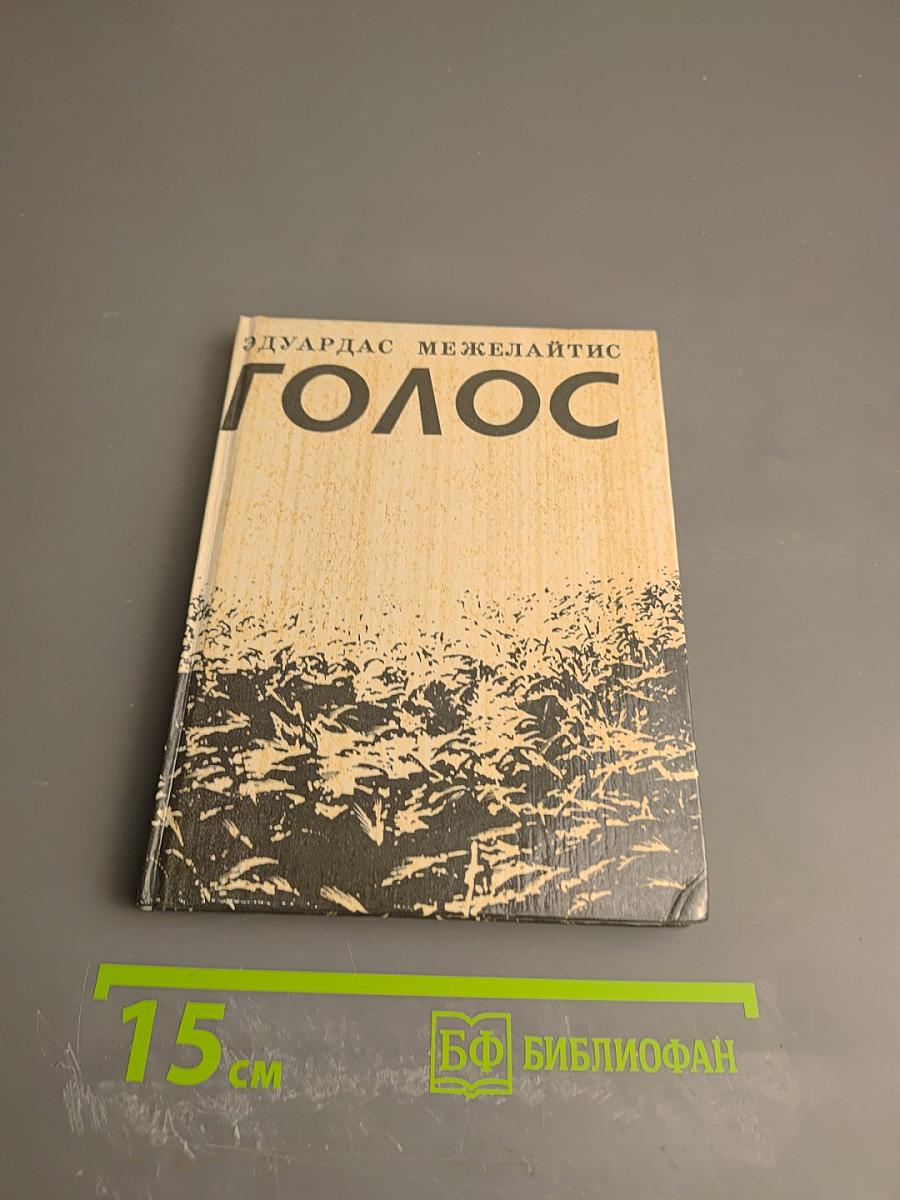 ЭДУАРДАС МЕЖЕЛАЙТИС
ГОЛОС
15 см
БФ БИБЛИОФАН